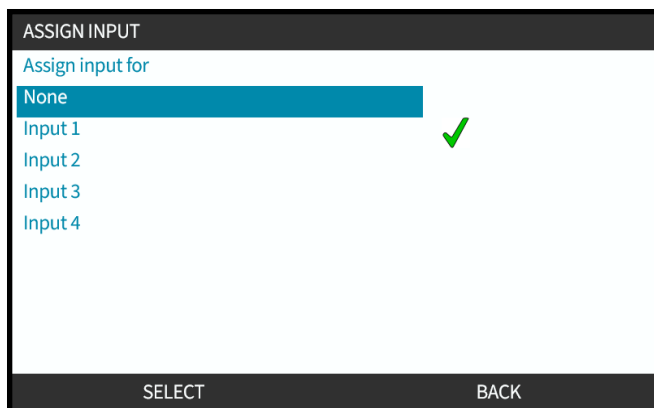 ASSIGN INPUT
Assign input for
None
Input 1
Input 2
Input 3
Input 4
SELECT BACK